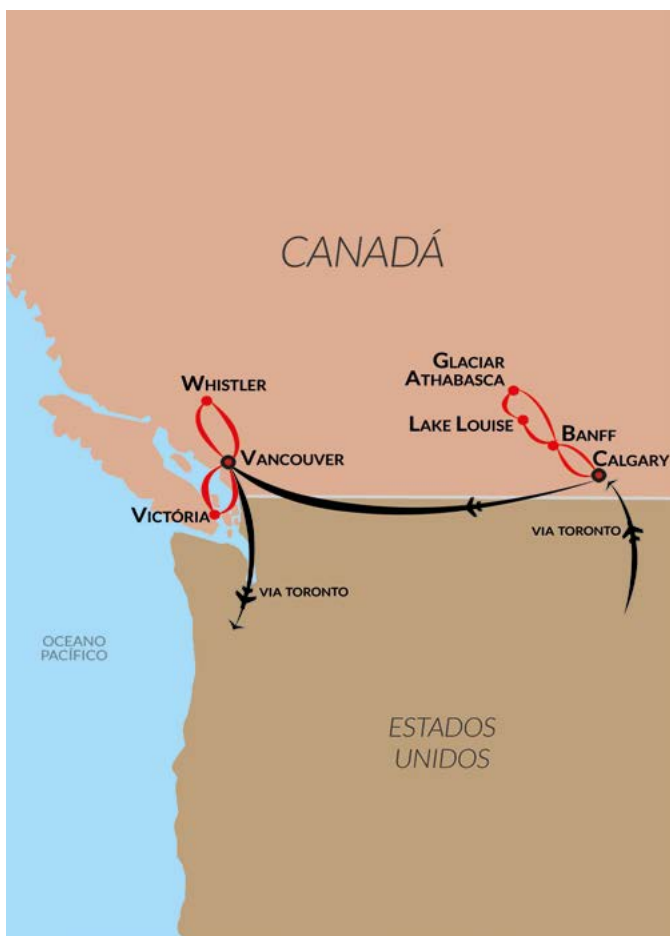 CANADÁ
GLACIAR
ATHABASCA
WHISTLER
LAKE LOUISE
BANFF
VANCOUVER
CALGARY
VICTÓRIA
VIA TORONTO
VIA TORONTO
OCEANO
PACÍFICO
ESTADOS
UNIDOS